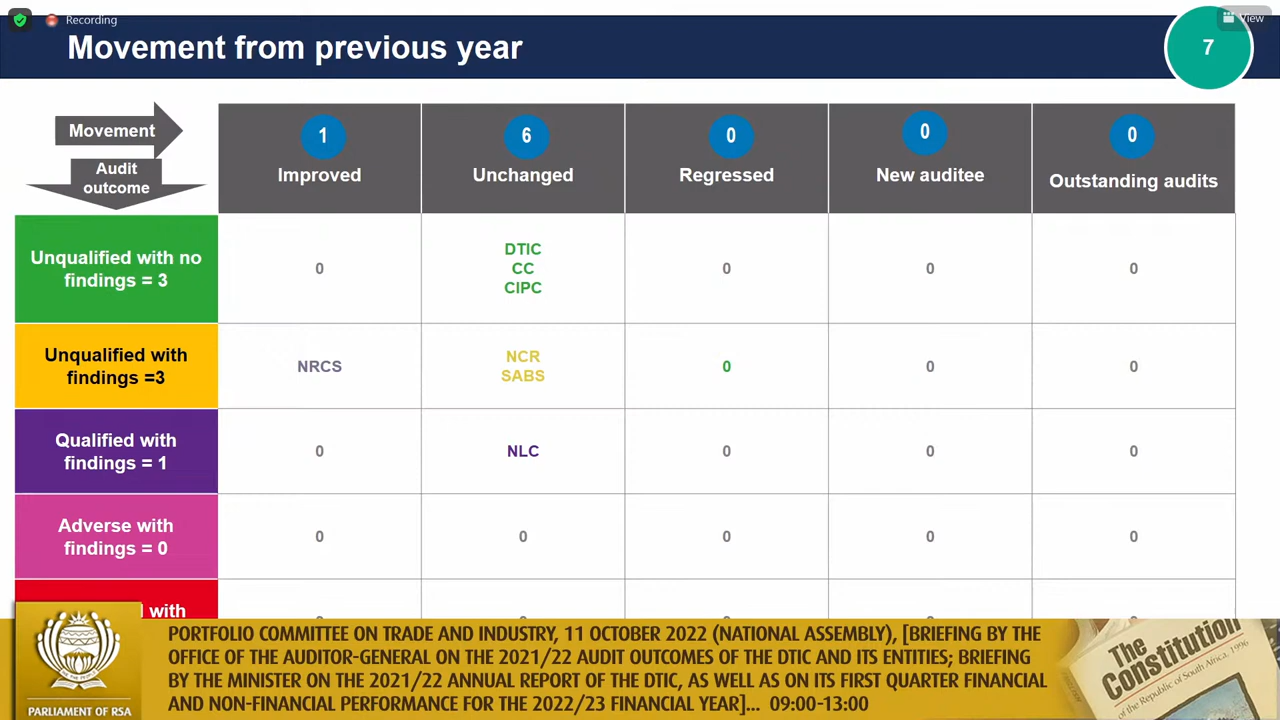 Recording
View
Movement from previous year
7
Movement
Audit
outcome
1
Improved
6
Unchanged
0
Regressed
0
New auditee
0
Outstanding audits
Unqualified with no
findings = 3
0
DTIC
CC
CIPC
0
0
0
Unqualified with
findings =3
NRCS
NCR
SABS
0
0
0
Qualified with
findings = 1
0
NLC
0
0
0
Adverse with
findings = 0
0
0
0
0
0
with
PARLIAMENT OF RSA
PORTFOLIO COMMITTEE ON TRADE AND INDUSTRY, 11 OCTOBER 2022 (NATIONAL ASSEMBLY), [BRIEFING BY THE
OFFICE OF THE AUDITOR-GENERAL ON THE 2021/22 AUDIT OUTCOMES OF THE DTIC AND ITS ENTITIES; BRIEFING
BY THE MINISTER ON THE 2021/22 ANNUAL REPORT OF THE DTIC, AS WELL AS ON ITS FIRST QUARTER FINANCIAL
AND NON-FINANCIAL PERFORMANCE FOR THE 2022/23 FINANCIAL YEAR]... 09:00-13:00
The
Constitution
of the Republic of South Africa, 1996